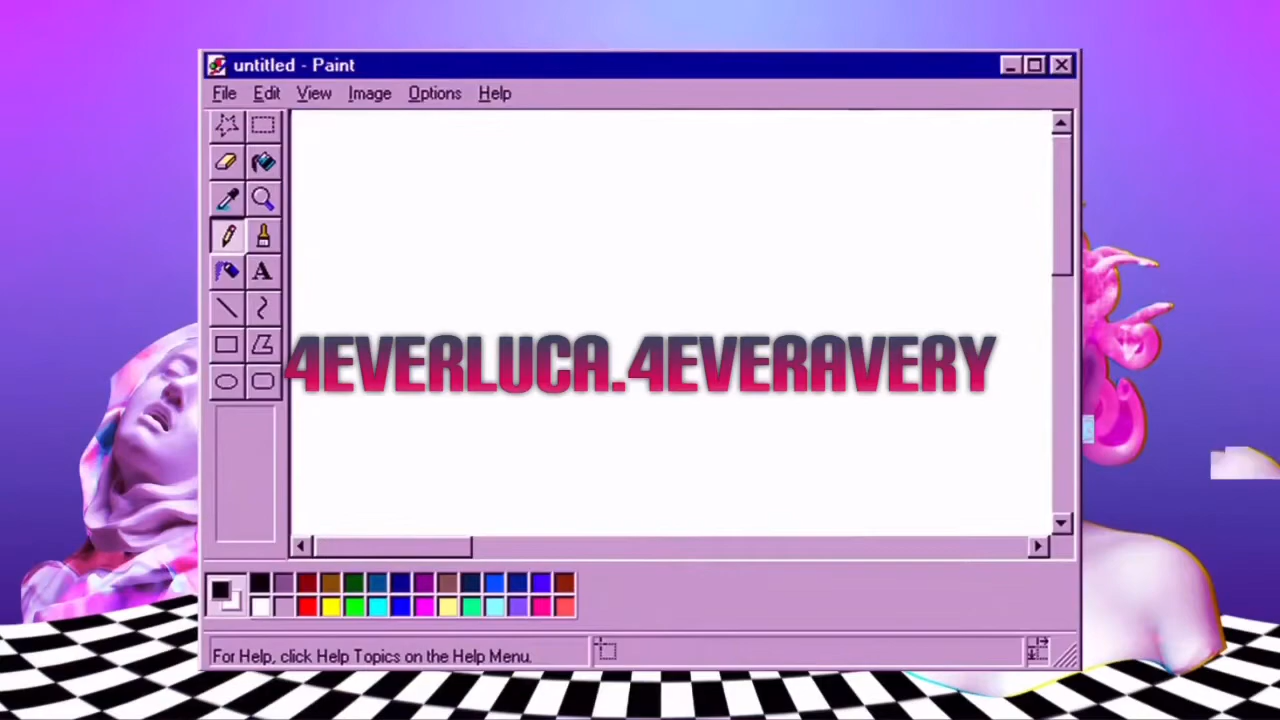 untitled - Paint
File Edit View Image Options Help
A
4EVERLUCA.4EVERAVERY
For Help, click Help Topics on the Help Menu.